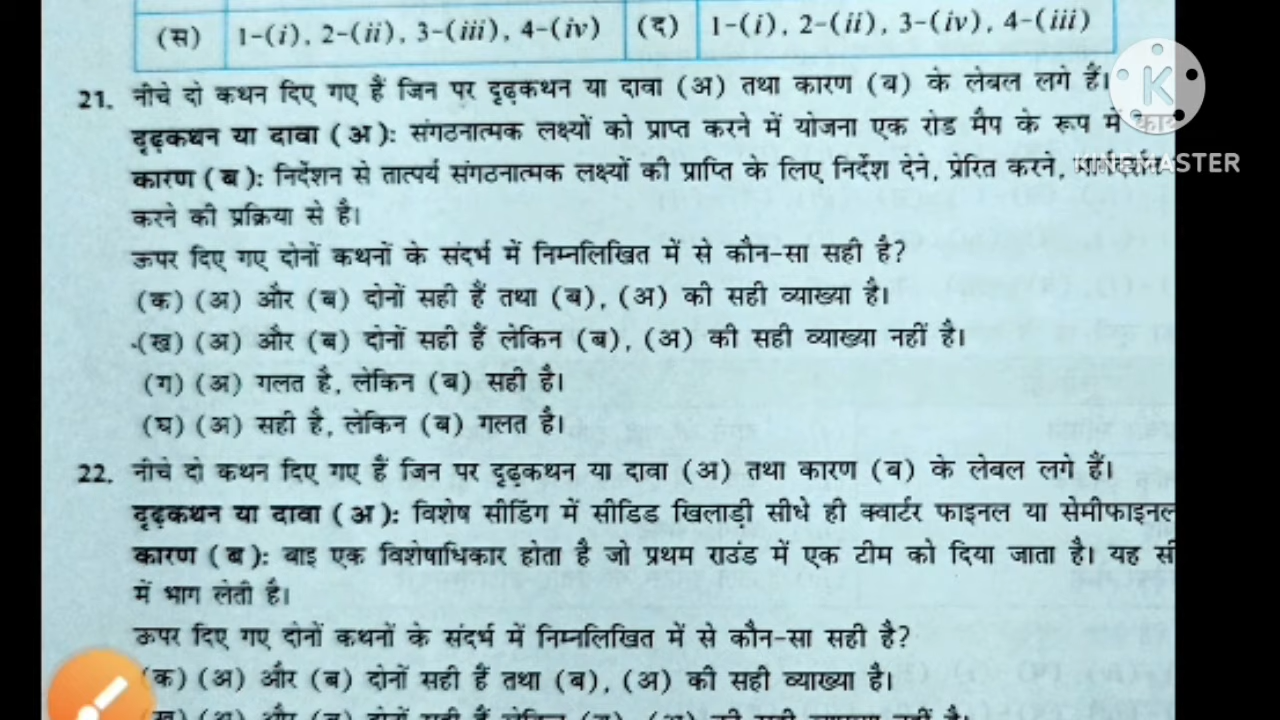 (स) 1-(i), 2-(ii), 3-(iii), 4-(iv) (द) 1-(i), 2-(ii), 3-(iv), 4-(iii)
21. नीचे दो कथन दिए गए हैं जिन पर दृढ़कथन या दावा (अ) तथा कारण (ब) के लेबल लगे हैं।
दृढ़कथन या दावा (अ): संगठनात्मक लक्ष्यों को प्राप्त करने में योजना एक रोड मैप के रूप में
KINEMASTER
कारण (ब): निर्देशन से तात्पर्य संगठनात्मक लक्ष्यों की प्राप्ति के लिए निर्देश देने, प्रेरित करने,
करने की प्रक्रिया से है।
ऊपर दिए गए दोनों कथनों के संदर्भ में निम्नलिखित में से कौन-सा सही है?
(क) (अ) और (ब) दोनों सही हैं तथा (ब), (अ) की सही व्याख्या है।
(ख) (अ) और (ब) दोनों सही हैं लेकिन (ब), (अ) की सही व्याख्या नहीं है।
(ग) (अ) गलत है, लेकिन (ब) सही है।
(घ) (अ) सही है, लेकिन (ब) गलत है।
22. नीचे दो कथन दिए गए हैं जिन पर दृढ़कथन या दावा (अ) तथा कारण (ब) के लेबल लगे हैं।
दृढ़कथन या दावा (अ): विशेष सीडिंग में सीडिड खिलाड़ी सीधे ही क्वार्टर फाइनल या सेमीफाइनल
कारण (ब): बाइ एक विशेषाधिकार होता है जो प्रथम राउंड में एक टीम को दिया जाता है। यह
में भाग लेती है।
ऊपर दिए गए दोनों कथनों के संदर्भ में निम्नलिखित में से कौन-सा सही है?
(क) (अ) और (ब) दोनों सही हैं तथा (ब), (अ) की सही व्याख्या है।